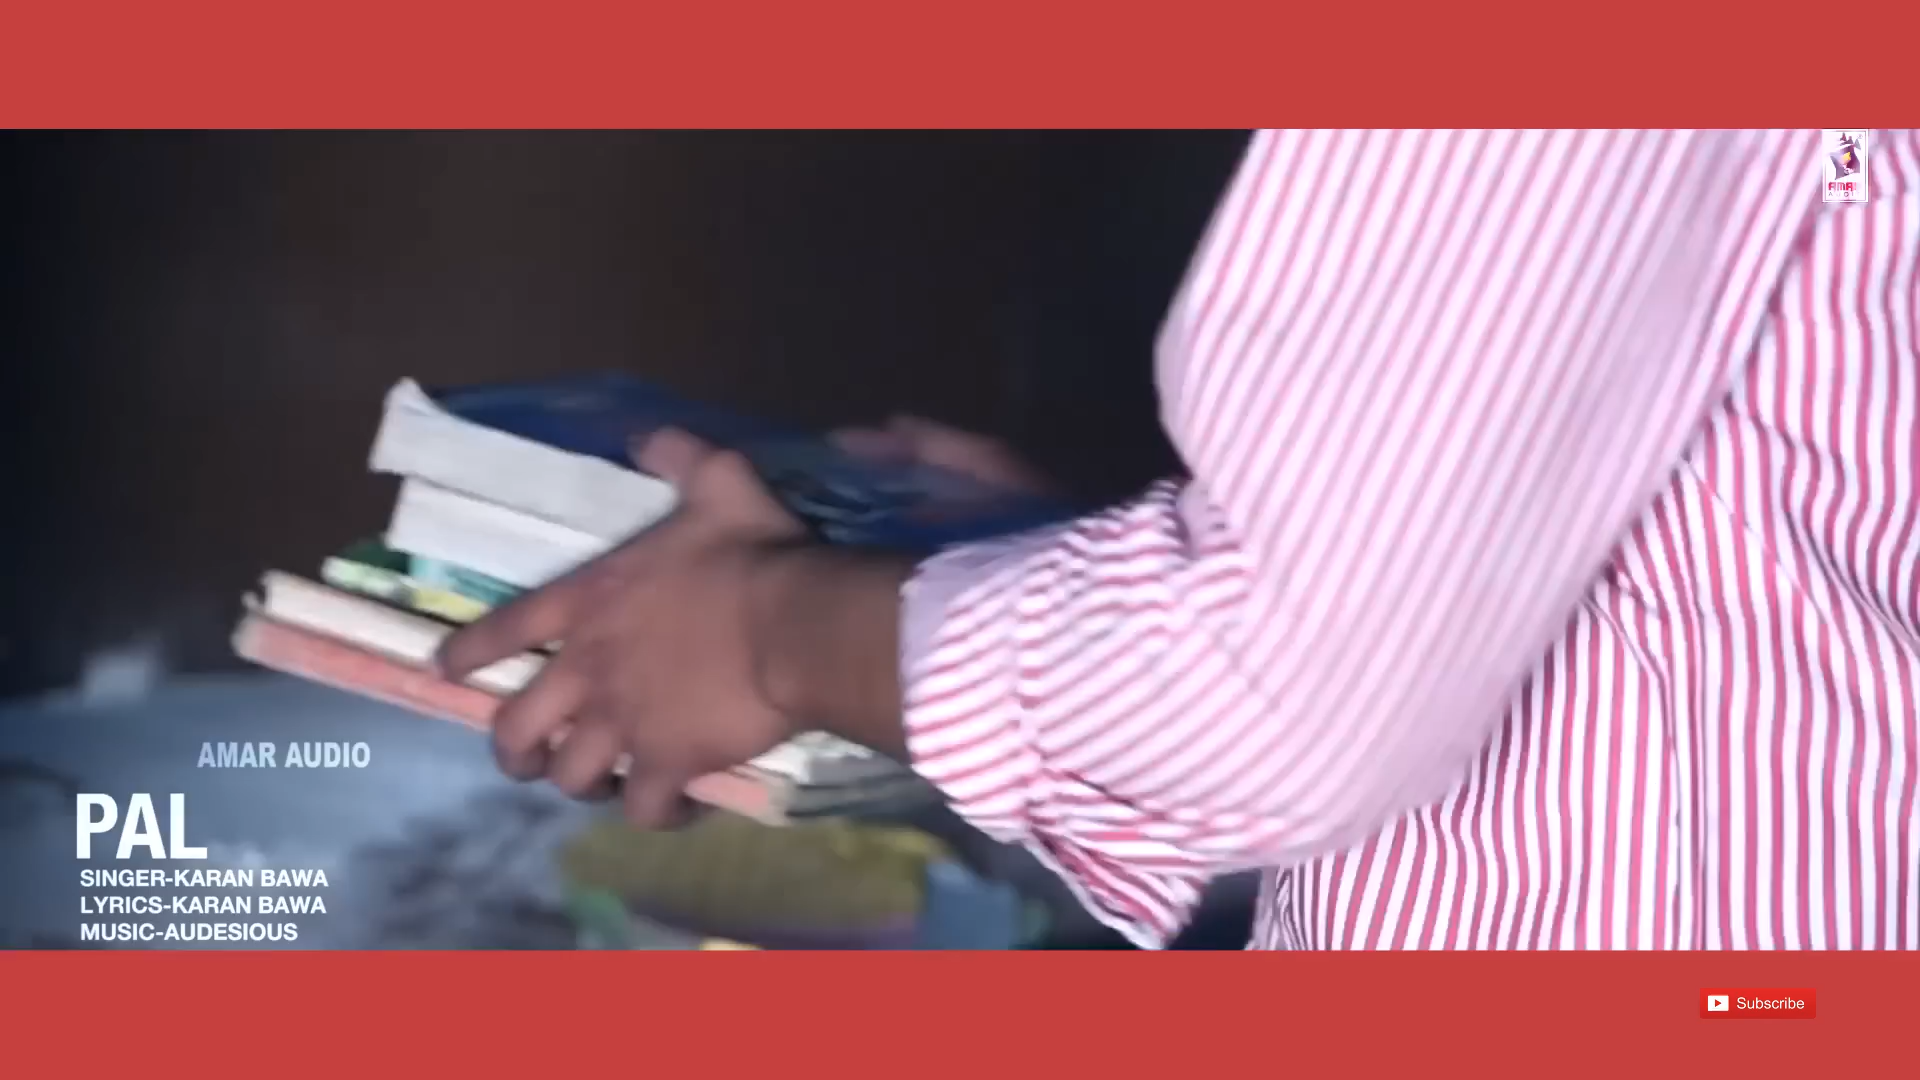 AMAR AUDIO
PAL
SINGER-KARAN BAWA
LYRICS-KARAN BAWA
MUSIC-AUDESIOUS
Subscribe